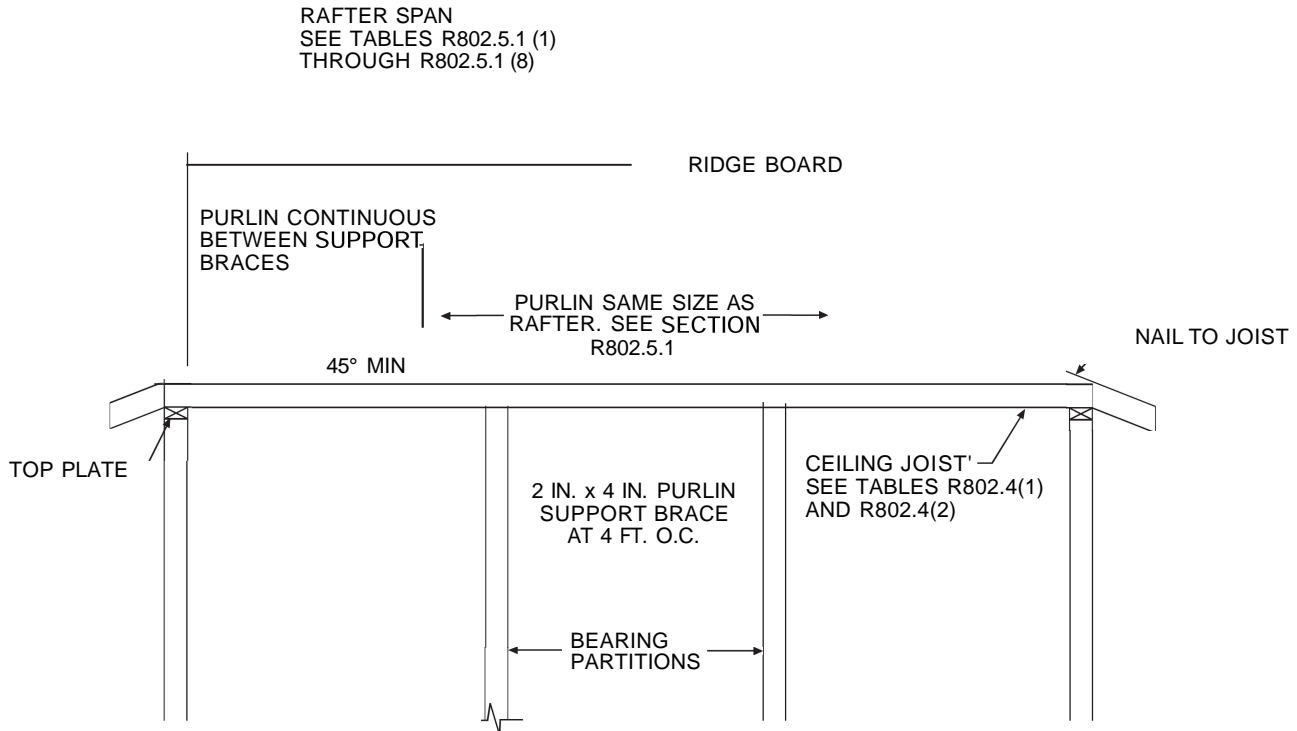 RAFTER SPAN
SEE TABLES R802.5.1 (1)
THROUGH R802.5.1 (8)
RIDGE BOARD
PURLIN CONTINUOUS
BETWEEN SUPPORT
BRACES
PURLIN SAME SIZE AS
RAFTER. SEE SECTION
R802.5.1
NAIL TO JOIST
45° MIN
TOP PLATE
CEILING JOIST'
SEE TABLES R802.4(1)
AND R802.4(2)
2 IN. x 4 IN. PURLIN
SUPPORT BRACE
AT 4 FT. O.C.
BEARING
PARTITIONS